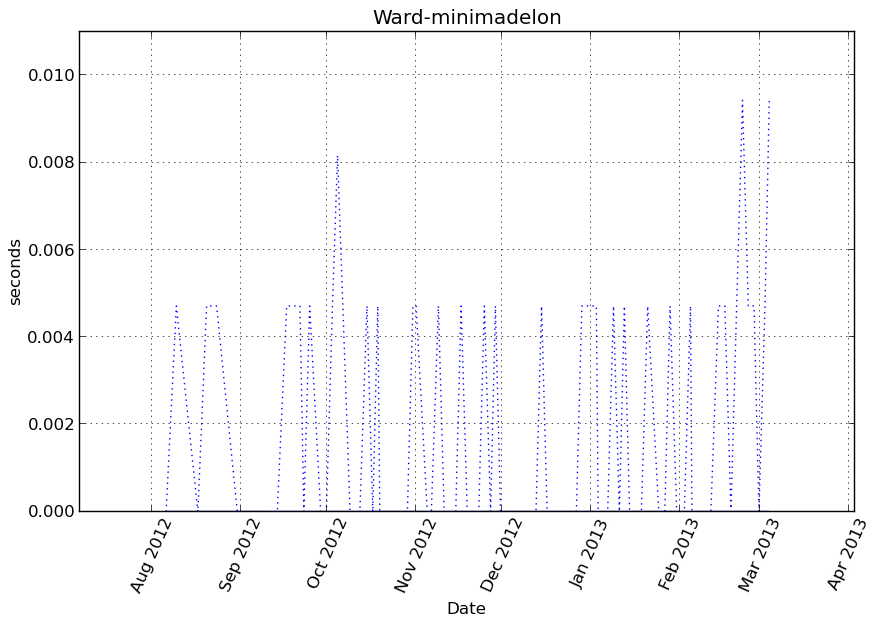 Ward-minimadelon
0.010
0.008
0.006
0.004
0.002
0.000
seconds
Aug 2012
Sep 2012
Oct 2012
Nov 2012
Dec 2012
Jan 2013
Feb 2013
Mar 2013
Apr 2013
Date